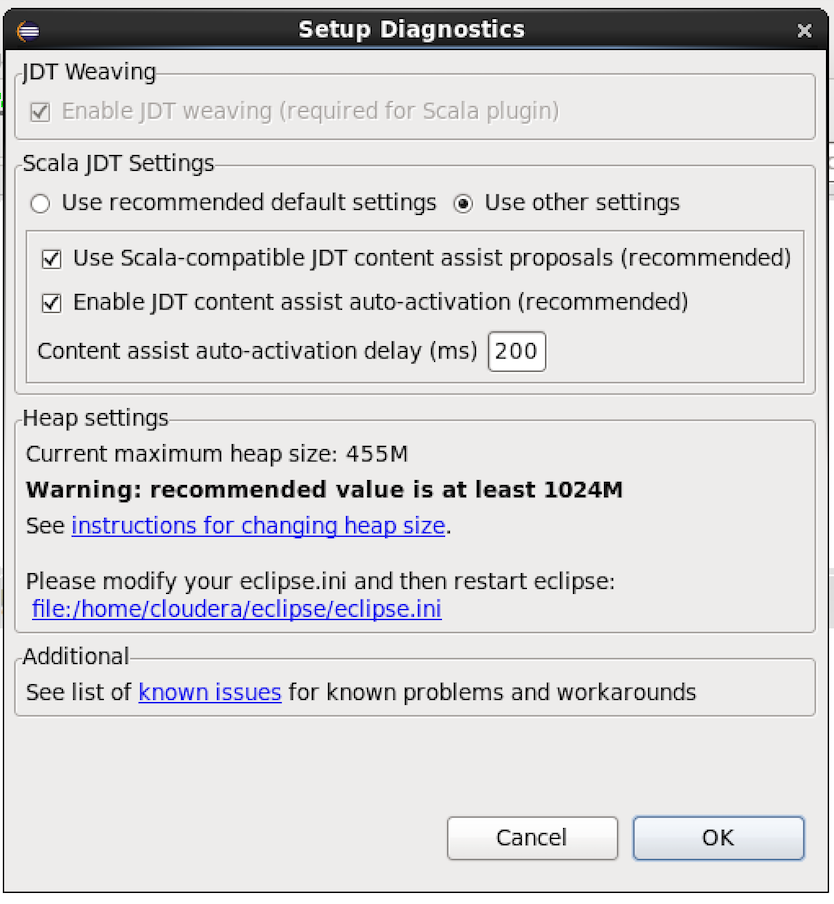 Setup Diagnostics
JDT Weaving
Enable JDT weaving (required for Scala plugin)
Scala JDT Settings
Use recommended default settings Use other settings
Use Scala-compatible JDT content assist proposals (recommended)
Enable JDT content assist auto-activation (recommended)
Content assist auto-activation delay (ms) 200
Heap settings
Current maximum heap size: 455M
Warning: recommended value is at least 1024M
See instructions for changing heap size.
Please modify your eclipse.ini and then restart eclipse:
file:/home/cloudera/eclipse/eclipse.ini
Additional
See list of known issues for known problems and workarounds
Cancel OK